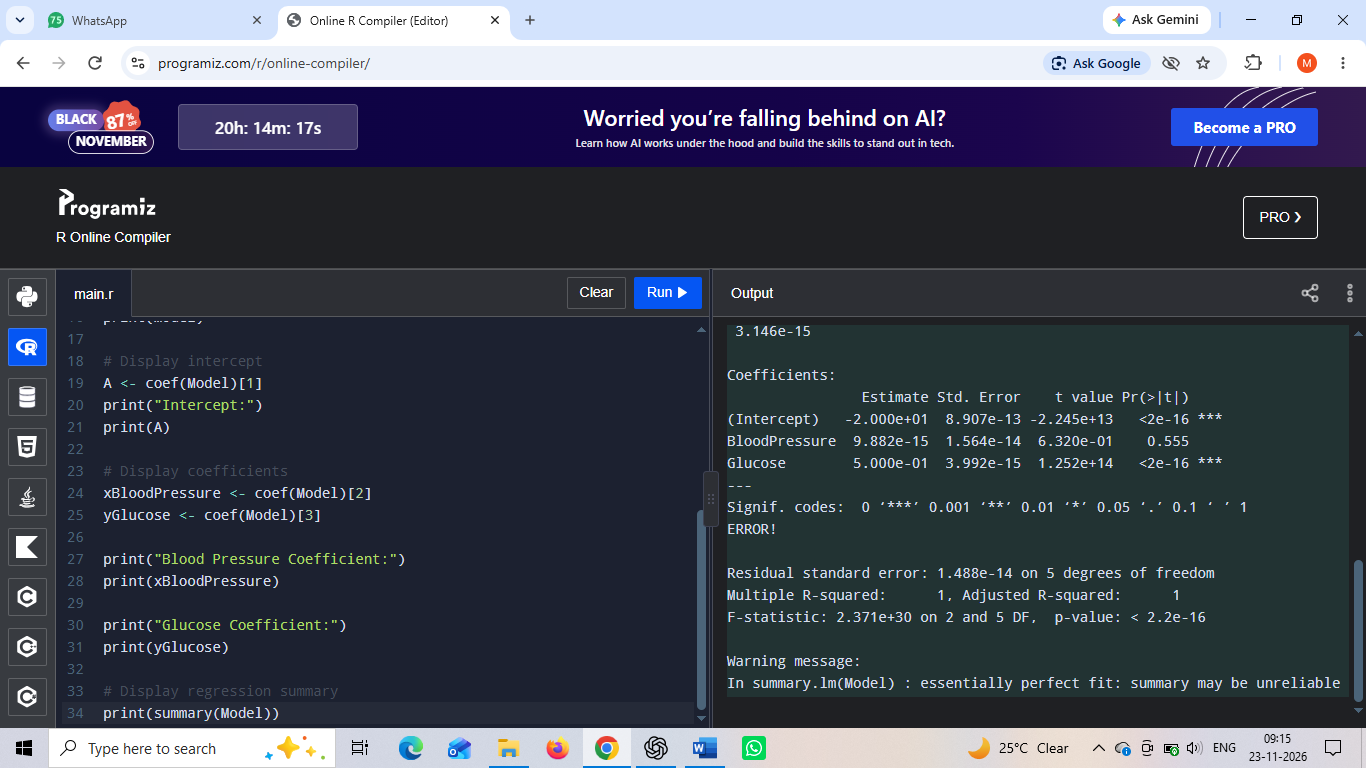 75
WhatsApp
Online R Compiler (Editor)
Ask Gemini
programiz.com/r/online-compiler/
Ask Google
M
BLACK
87%
OFF
NOVEMBER
20h: 14m: 17s
Worried you’re falling behind on AI?
Learn how AI works under the hood and build the skills to stand out in tech.
Become a PRO
Programiz
R Online Compiler
PRO ❯
main.r
Clear
Run
17
18 # Display intercept
19 A <- coef(Model)[1]
20 print("Intercept:")
21 print(A)
22
23 # Display coefficients
24 xBloodPressure <- coef(Model)[2]
25 yGlucose <- coef(Model)[3]
26
27 print("Blood Pressure Coefficient:")
28 print(xBloodPressure)
29
30 print("Glucose Coefficient:")
31 print(yGlucose)
32
33 # Display regression summary
34 print(summary(Model))
Output
3.146e-15
Coefficients:
Estimate Std. Error t value Pr(>|t|)
(Intercept) -2.000e+01 8.907e-13 -2.245e+13 <2e-16 ***
BloodPressure 9.882e-15 1.564e-14 6.320e-01 0.555
Glucose 5.000e-01 3.992e-15 1.252e+14 <2e-16 ***
---
Signif. codes: 0 ‘***’ 0.001 ‘**’ 0.01 ‘*’ 0.05 ‘.’ 0.1 ‘ ’ 1
ERROR!
Residual standard error: 1.488e-14 on 5 degrees of freedom
Multiple R-squared: 1, Adjusted R-squared: 1
F-statistic: 2.371e+30 on 2 and 5 DF, p-value: < 2.2e-16
Warning message:
In summary.lm(Model) : essentially perfect fit: summary may be unreliable
Type here to search
25°C Clear
ENG
09:15
23-11-2026